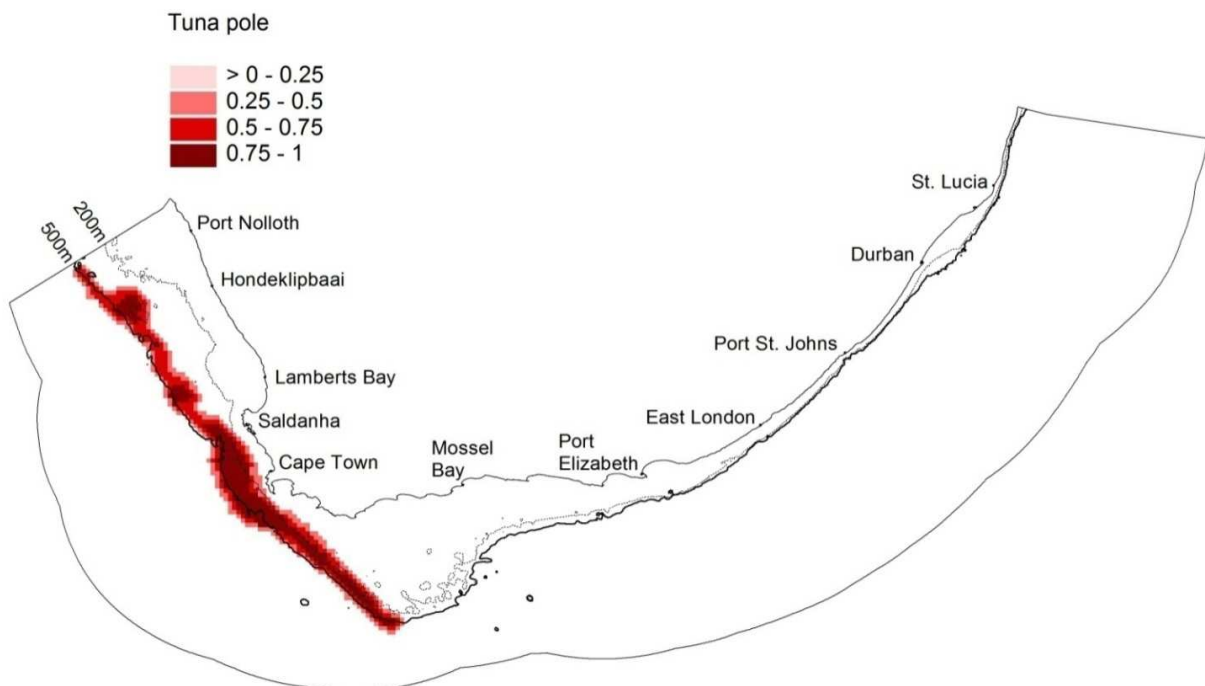 Tuna pole
> 0 - 0.25
0.25 - 0.5
0.5 - 0.75
0.75 - 1
200m
500m
Port Nolloth
Hondeklipbaai
Lamberts Bay
Saldanha
Cape Town
Mossel
Bay
Port
Elizabeth
East London
Port St. Johns
Durban
St. Lucia